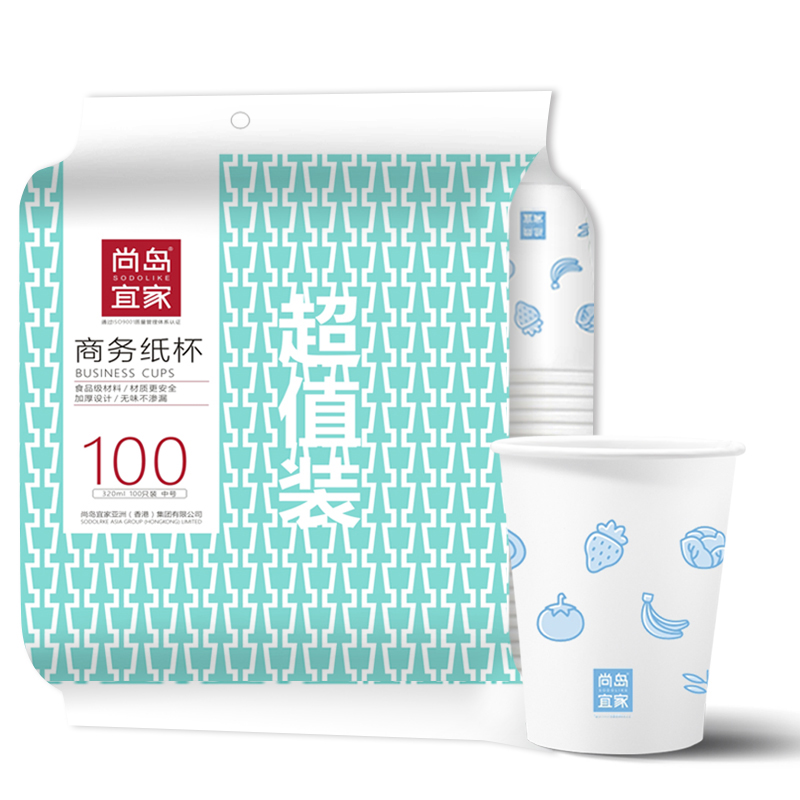 尚岛®
SODOLIKE
宜家
通过ISO9001质量管理体系认证
商务纸杯
BUSINESS CUPS
食品级材料 / 材质更安全
加厚设计 / 无味不渗漏
100
320ml 100只装 中号
尚岛宜家亚洲（香港）集团有限公司
SODOLIKE ASIA GROUP (HONGKONG) LIMITED
超值装
尚岛
SODOLIKE
宜家